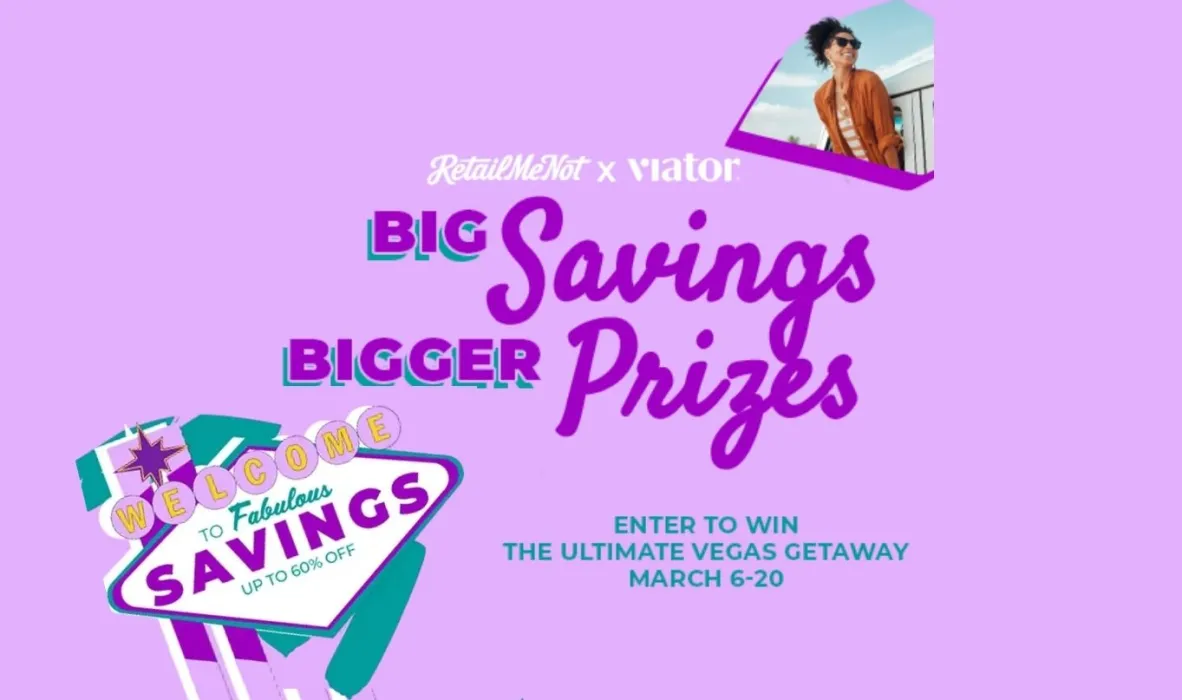 RetailMeNot x viator
BIG Savings
BIGGER Prizes
WELCOME
TO Fabulous
SAVINGS
UP TO 60% OFF
ENTER TO WIN
THE ULTIMATE VEGAS GETAWAY
MARCH 6-20